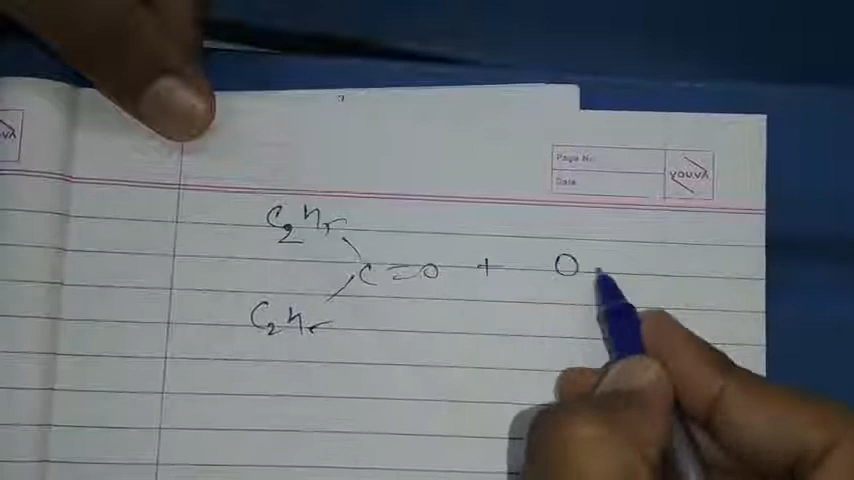 Page No.
Date
YOUVA
C2H5
C=O + O
C2H5